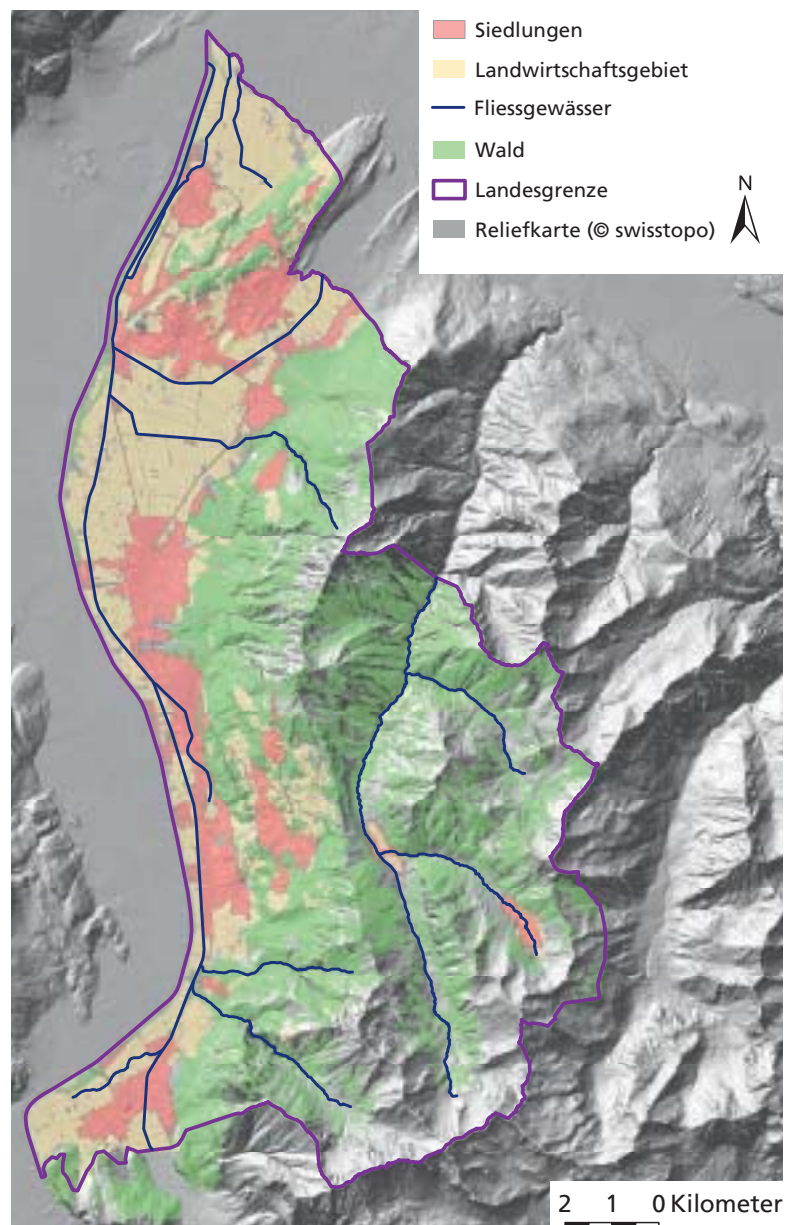 Siedlungen
Landwirtschaftsgebiet
Fliessgewässer
Wald
Landesgrenze
Reliefkarte (© swisstopo)
N
2 1 0 Kilometer